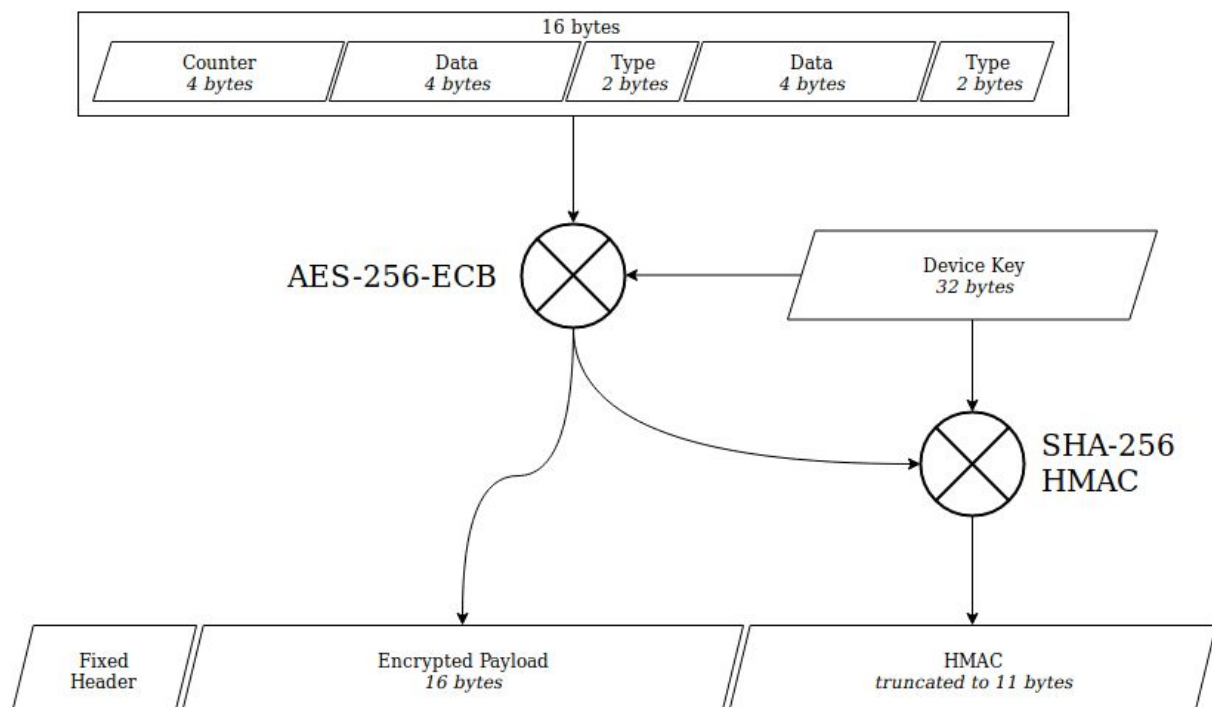 16 bytes
Counter
4 bytes
Data
4 bytes
Type
2 bytes
Data
4 bytes
Type
2 bytes
AES-256-ECB
Device Key
32 bytes
SHA-256
HMAC
Fixed
Header
Encrypted Payload
16 bytes
HMAC
truncated to 11 bytes